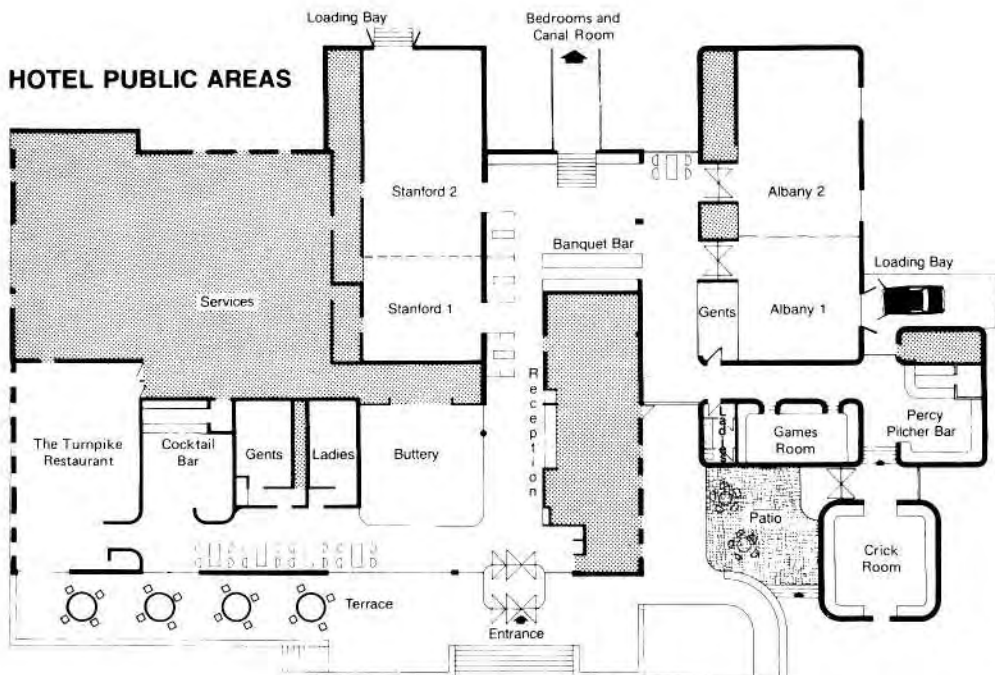 Loading Bay
Bedrooms and
Canal Room
HOTEL PUBLIC AREAS
Stanford 2
Albany 2
Banquet Bar
Loading Bay
Services
Stanford 1
Gents
Albany 1
Reception
The Turnpike
Restaurant
Cocktail
Bar
Gents
Ladies
Buttery
Ladies
Games
Room
Percy
Pilcher Bar
Patio
Crick
Room
Terrace
Entrance